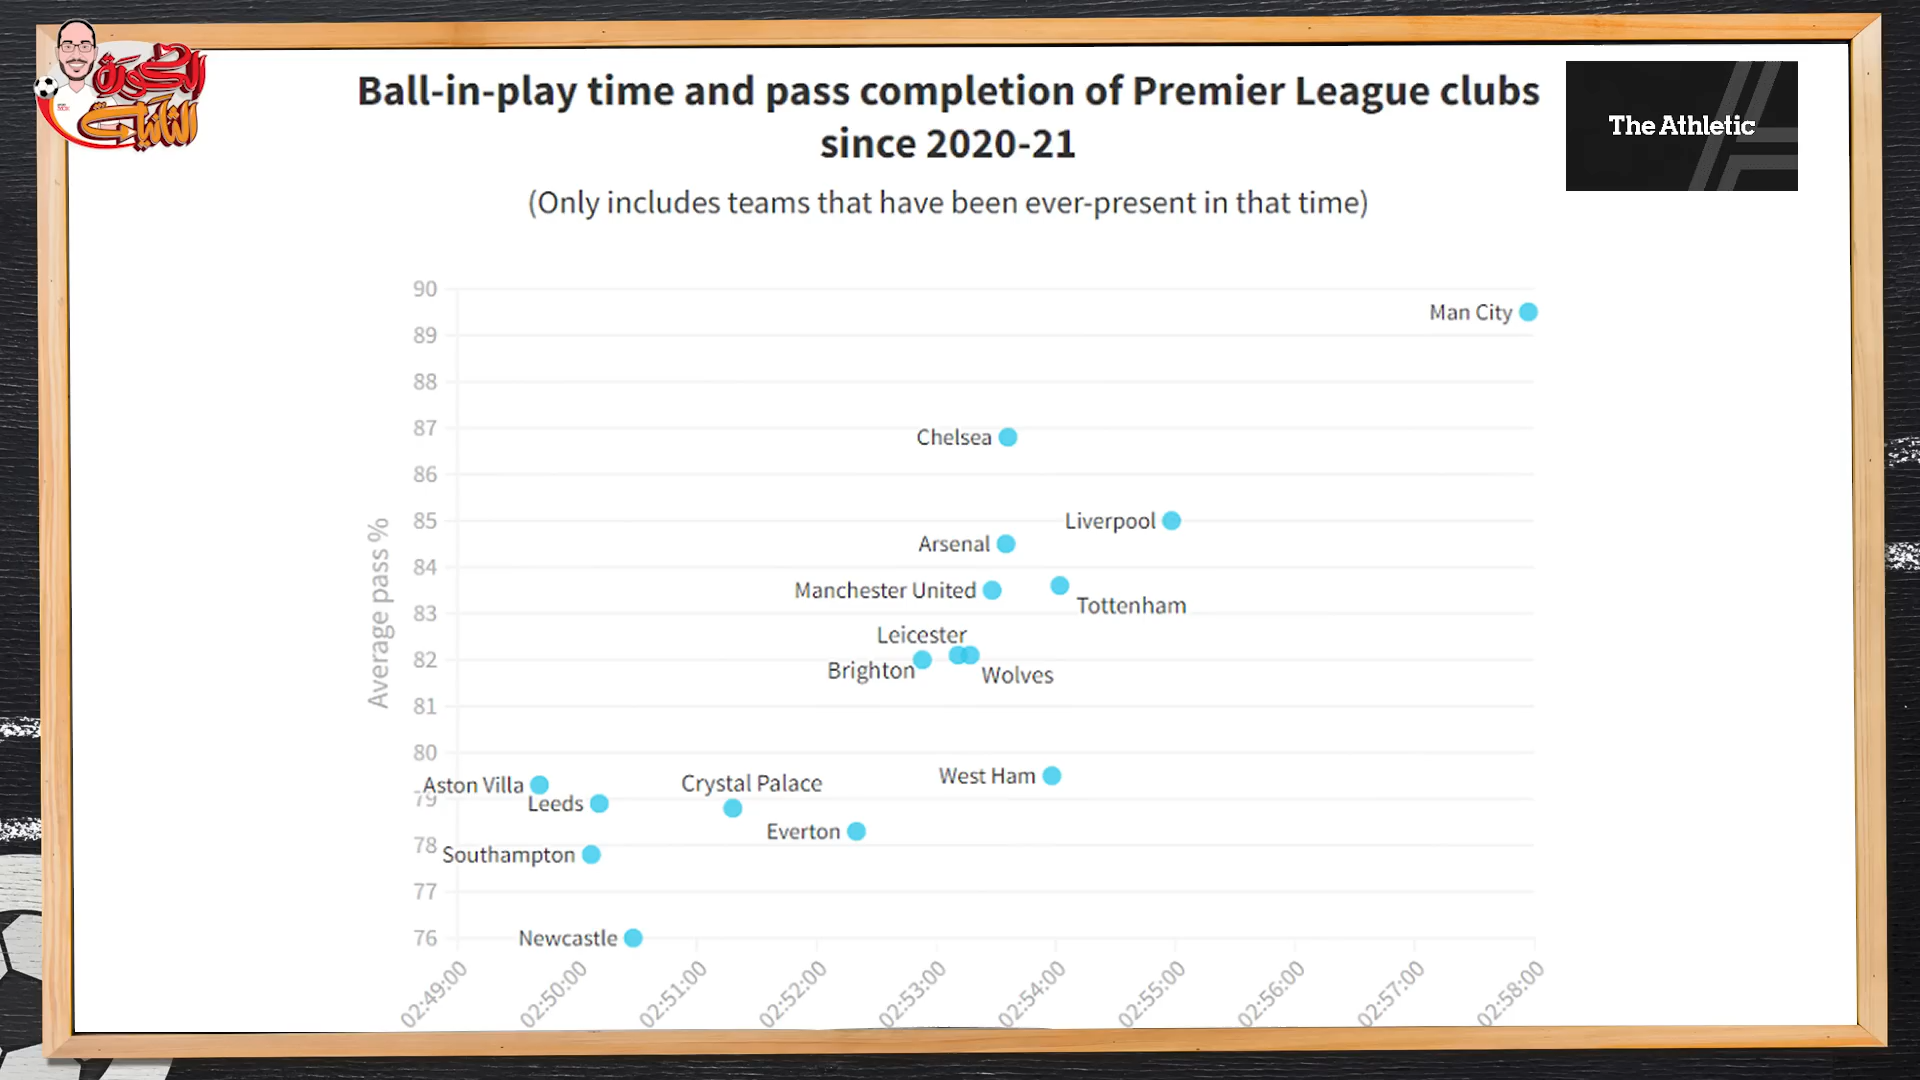 الكورة
الثانية
Ball-in-play time and pass completion of Premier League clubs
since 2020-21
(Only includes teams that have been ever-present in that time)
The Athletic
Average pass %
90
89
88
87
86
85
84
83
82
81
80
79
78
77
76
Man City
Chelsea
Liverpool
Arsenal
Manchester United
Tottenham
Leicester
Brighton
Wolves
West Ham
Aston Villa
Crystal Palace
Leeds
Everton
Southampton
Newcastle
02:49:00
02:50:00
02:51:00
02:52:00
02:53:00
02:54:00
02:55:00
02:56:00
02:57:00
02:58:00